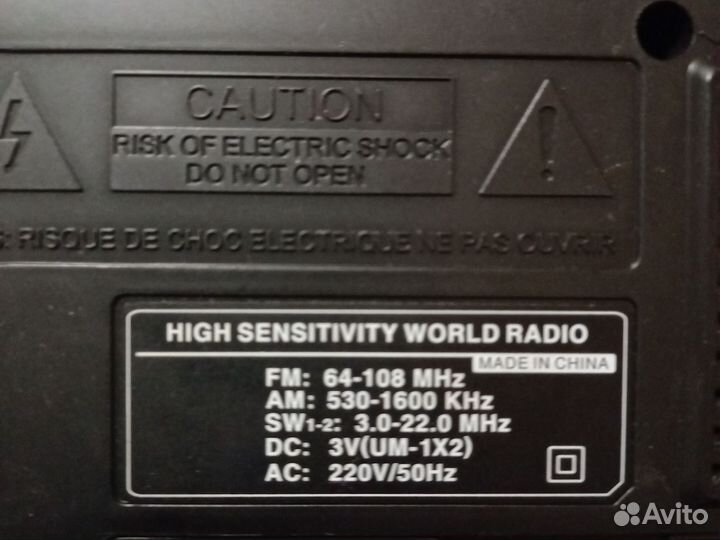 CAUTION
RISK OF ELECTRIC SHOCK
DO NOT OPEN
: RISQUE DE CHOC ELECTRIQUE NE PAS OUVRIR
HIGH SENSITIVITY WORLD RADIO
MADE IN CHINA
FM: 64-108 MHz
AM: 530-1600 KHz
SW1-2: 3.0-22.0 MHz
DC: 3V(UM-1X2)
AC: 220V/50Hz
Avito